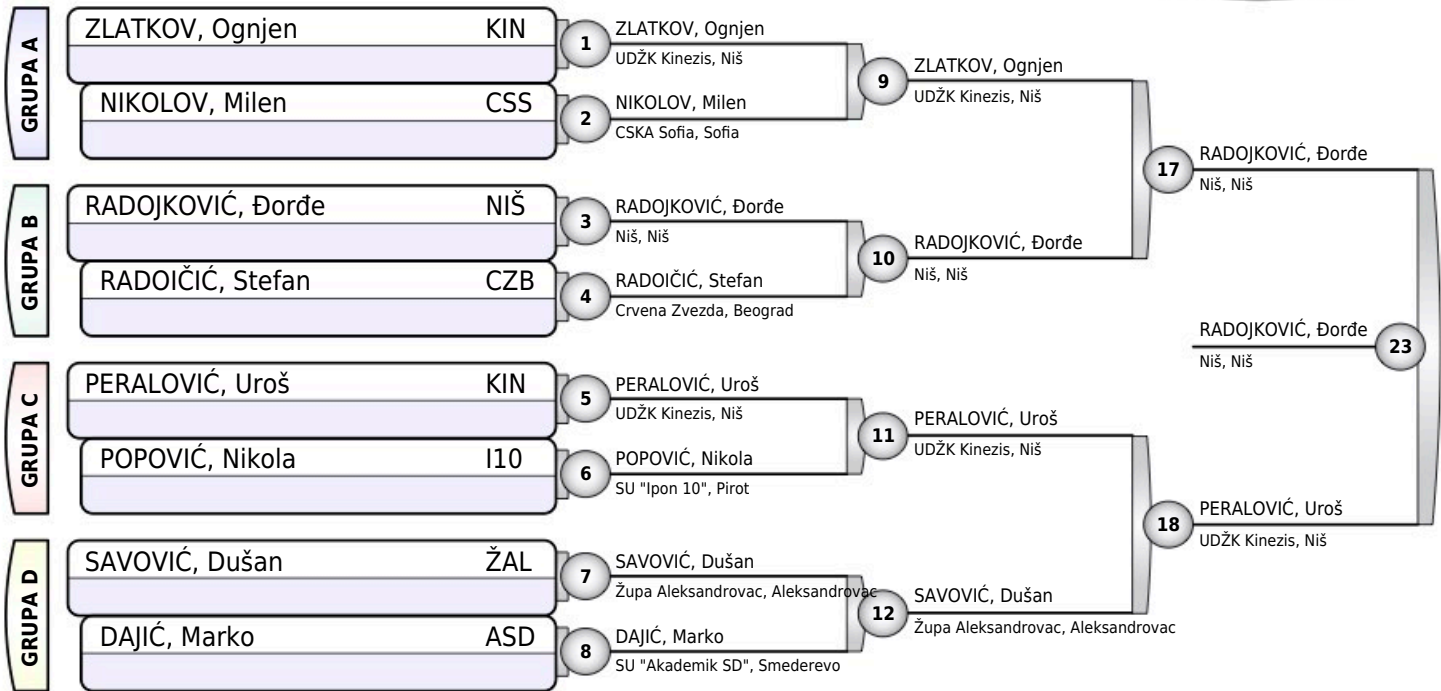 GRUPA A
ZLATKOV, Ognjen KIN
NIKOLOV, Milen CSS
GRUPA B
RADOJKOVIĆ, Đorđe NIŠ
RADOIČIĆ, Stefan CZB
GRUPA C
PERALOVIĆ, Uroš KIN
POPOVIĆ, Nikola I10
GRUPA D
SAVOVIĆ, Dušan ŽAL
DAJIĆ, Marko ASD
1
ZLATKOV, Ognjen
UDŽK Kinezis, Niš
2
NIKOLOV, Milen
CSKA Sofia, Sofia
3
RADOJKOVIĆ, Đorđe
Niš, Niš
4
RADOIČIĆ, Stefan
Crvena Zvezda, Beograd
5
PERALOVIĆ, Uroš
UDŽK Kinezis, Niš
6
POPOVIĆ, Nikola
SU "Ipon 10", Pirot
7
SAVOVIĆ, Dušan
Župa Aleksandrovac, Aleksandrovac
8
DAJIĆ, Marko
SU "Akademik SD", Smederevo
9
ZLATKOV, Ognjen
UDŽK Kinezis, Niš
10
RADOJKOVIĆ, Đorđe
Niš, Niš
11
PERALOVIĆ, Uroš
UDŽK Kinezis, Niš
12
SAVOVIĆ, Dušan
Župa Aleksandrovac, Aleksandrovac
17
RADOJKOVIĆ, Đorđe
Niš, Niš
18
PERALOVIĆ, Uroš
UDŽK Kinezis, Niš
RADOJKOVIĆ, Đorđe
Niš, Niš
23